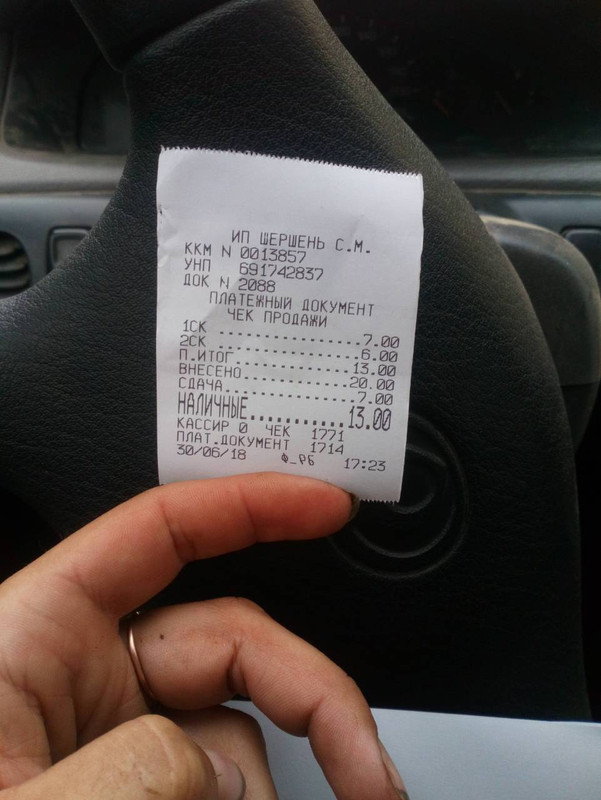 ИП ШЕРШЕНЬ С.М.
ККМ N 0013857
УНП 691742837
ДОК N 2088
ПЛАТЕЖНЫЙ ДОКУМЕНТ
ЧЕК ПРОДАЖИ
1СК ................7.00
2СК ................6.00
П.ИТОГ.............13.00
ВНЕСЕНО............20.00
СДАЧА...............7.00
НАЛИЧНЫЕ..........13.00
КАССИР 0 ЧЕК 1771
ПЛАТ.ДОКУМЕНТ 1714
30/06/18 Ф_РБ 17:23